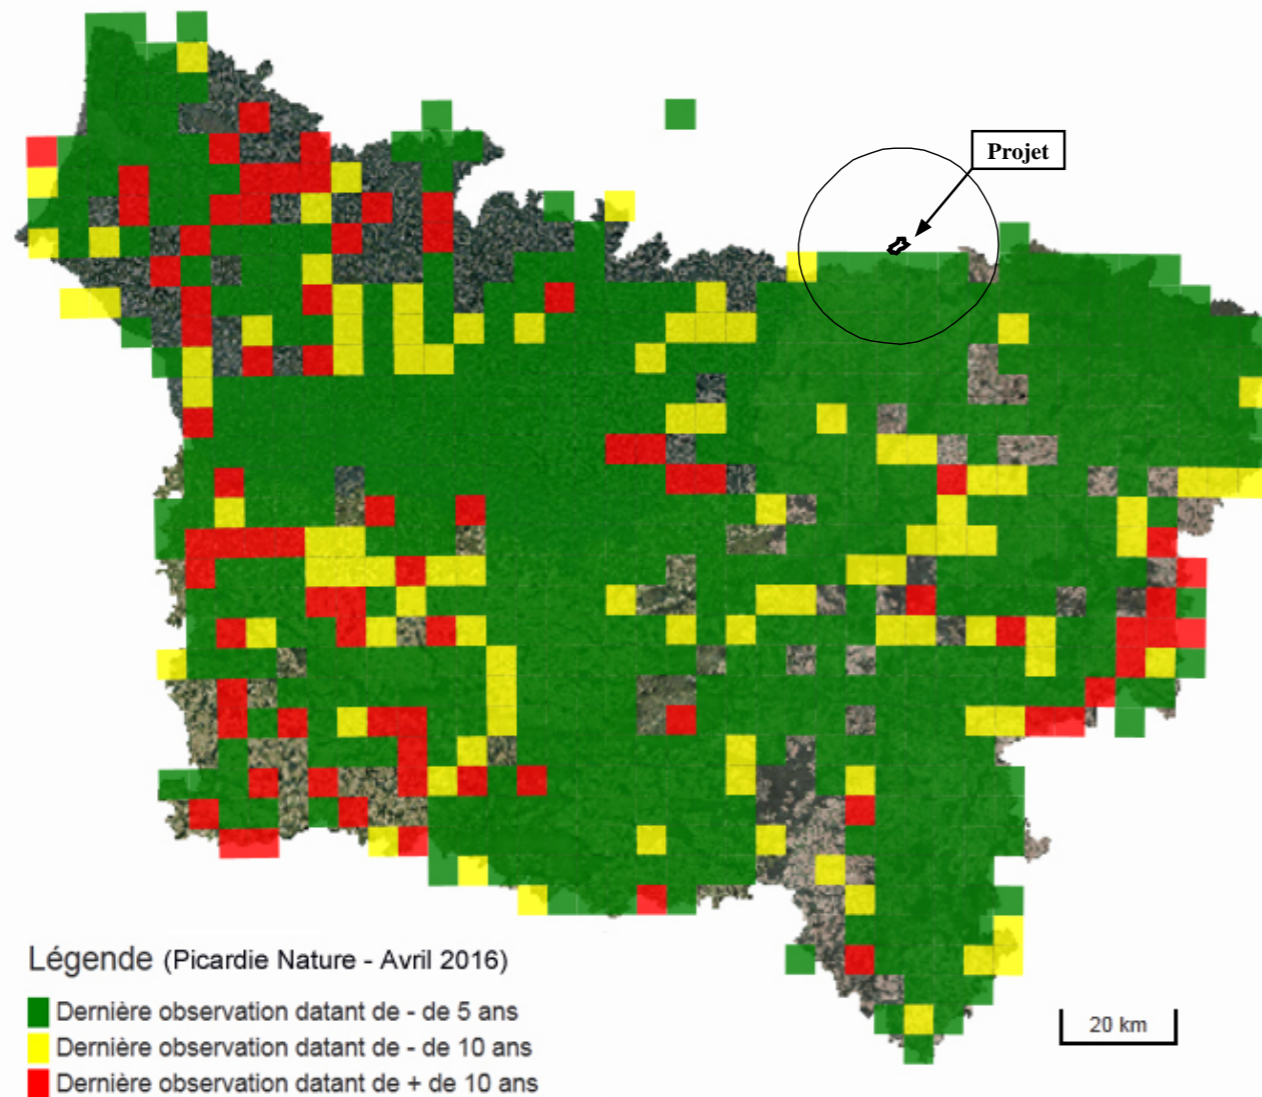 Projet
Légende (Picardie Nature - Avril 2016)
Dernière observation datant de - de 5 ans
Dernière observation datant de - de 10 ans
Dernière observation datant de + de 10 ans
20 km